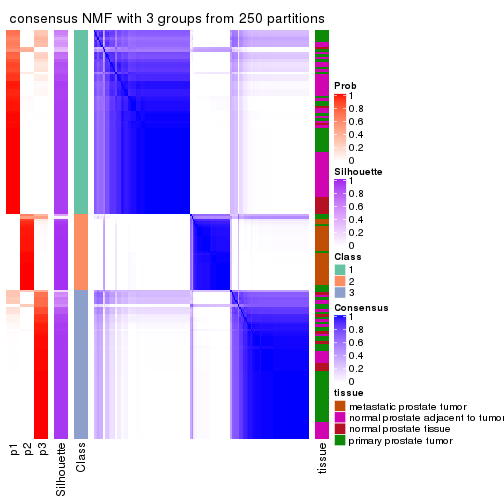 consensus NMF with 3 groups from 250 partitions
Prob
1
0.8
0.6
0.4
0.2
0
Silhouette
1
0.8
0.6
0.4
0.2
0
Class
1
2
3
Consensus
1
0.8
0.6
0.4
0.2
0
tissue
metastatic prostate tumor
normal prostate adjacent to tumor
normal prostate tissue
primary prostate tumor
p1
p2
p3
Silhouette
Class
tissue